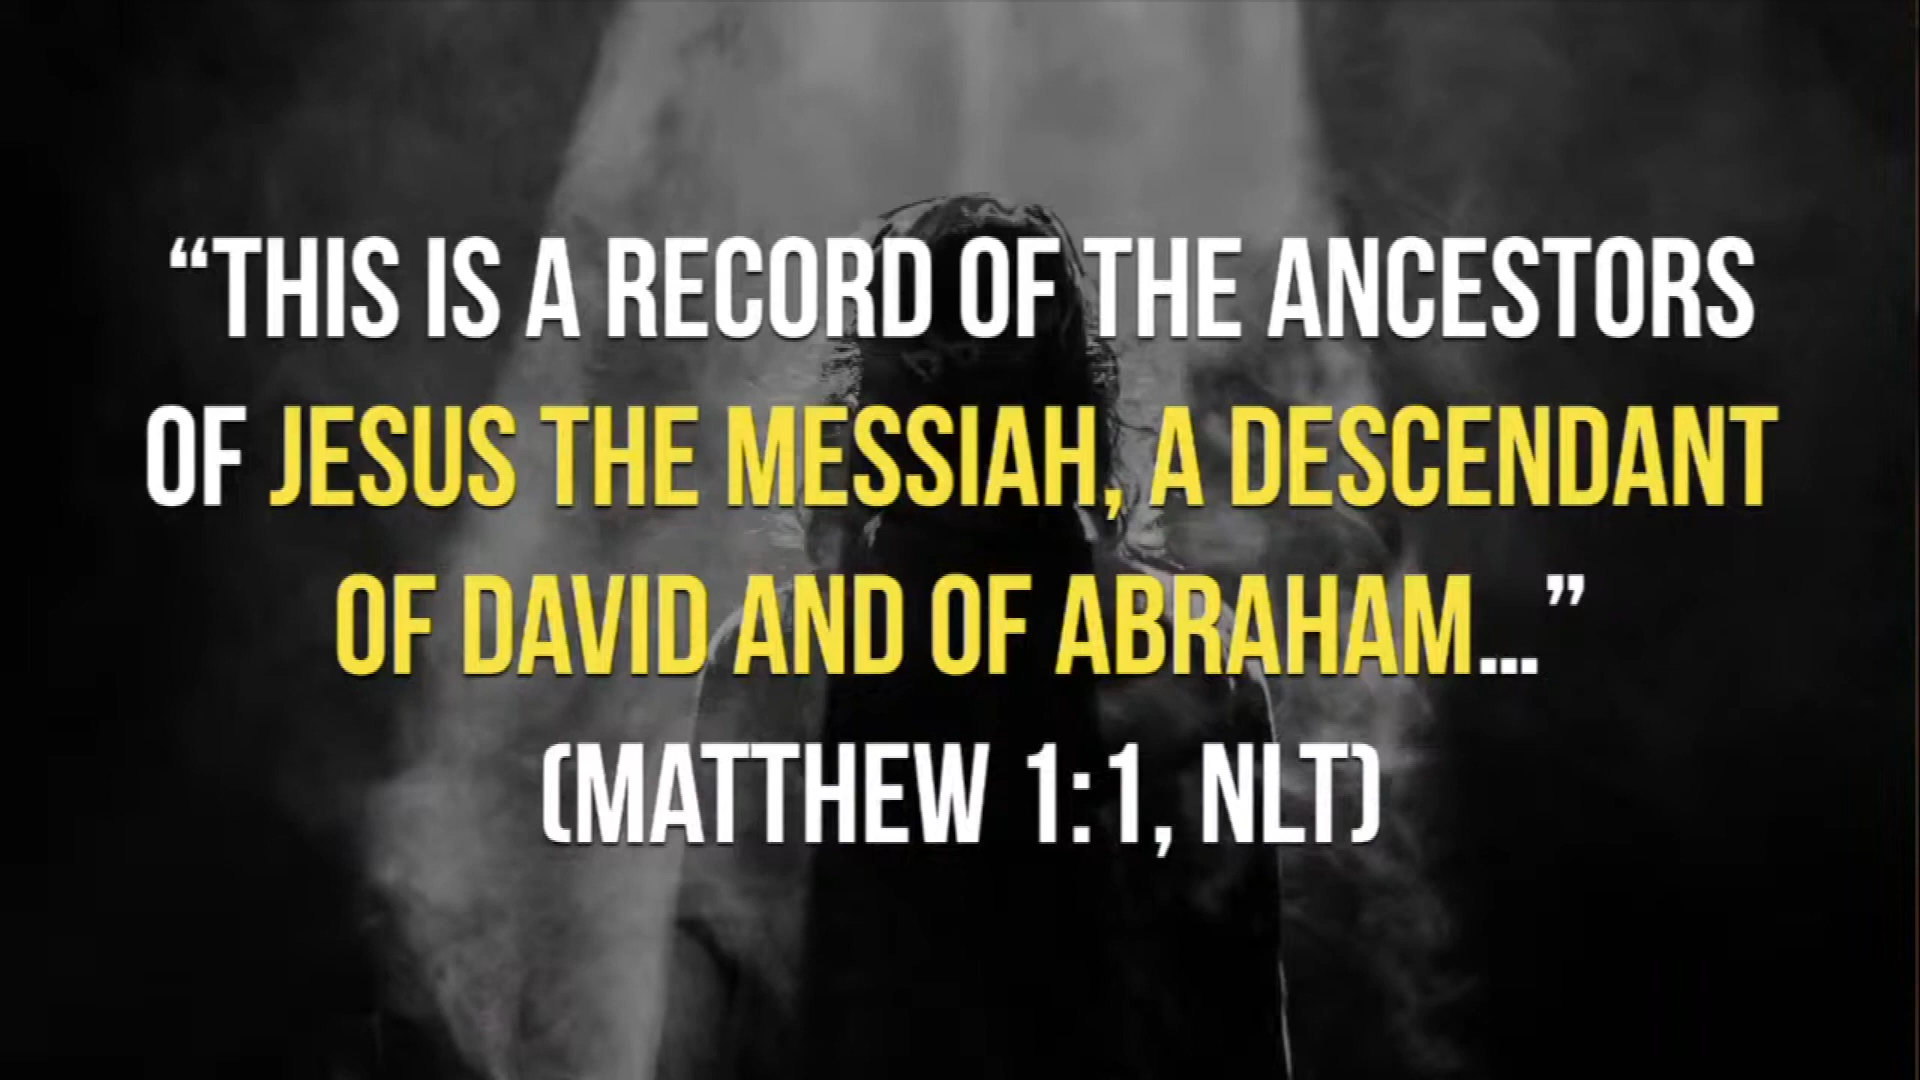 “THIS IS A RECORD OF THE ANCESTORS
OF JESUS THE MESSIAH, A DESCENDANT
OF DAVID AND OF ABRAHAM...”
(MATTHEW 1:1, NLT)